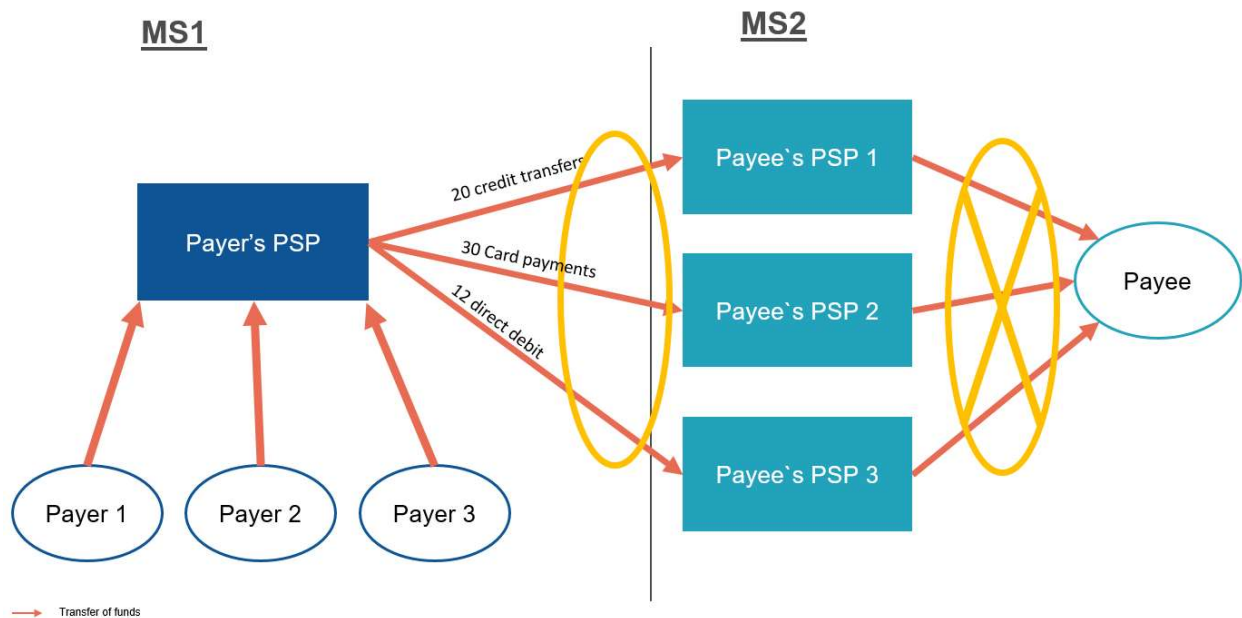 MS1
MS2
Payee`s PSP 1
20 credit transfers
Payer’s PSP
30 Card payments
Payee`s PSP 2
Payee
12 direct debit
Payee`s PSP 3
Payer 1
Payer 2
Payer 3
Transfer of funds